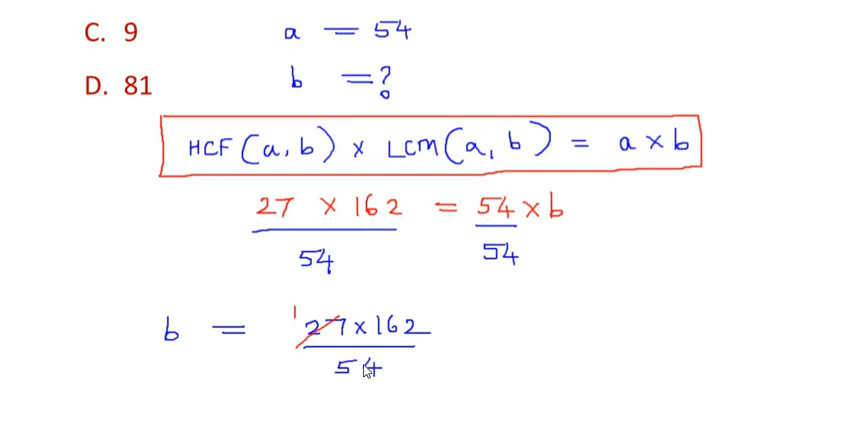 C. 9 a = 54
D. 81 b = ?
HCF(a, b) x LCM(a, b) = a x b
27 x 162 = 54 x b
54 54
1
b = 27 x 162
54